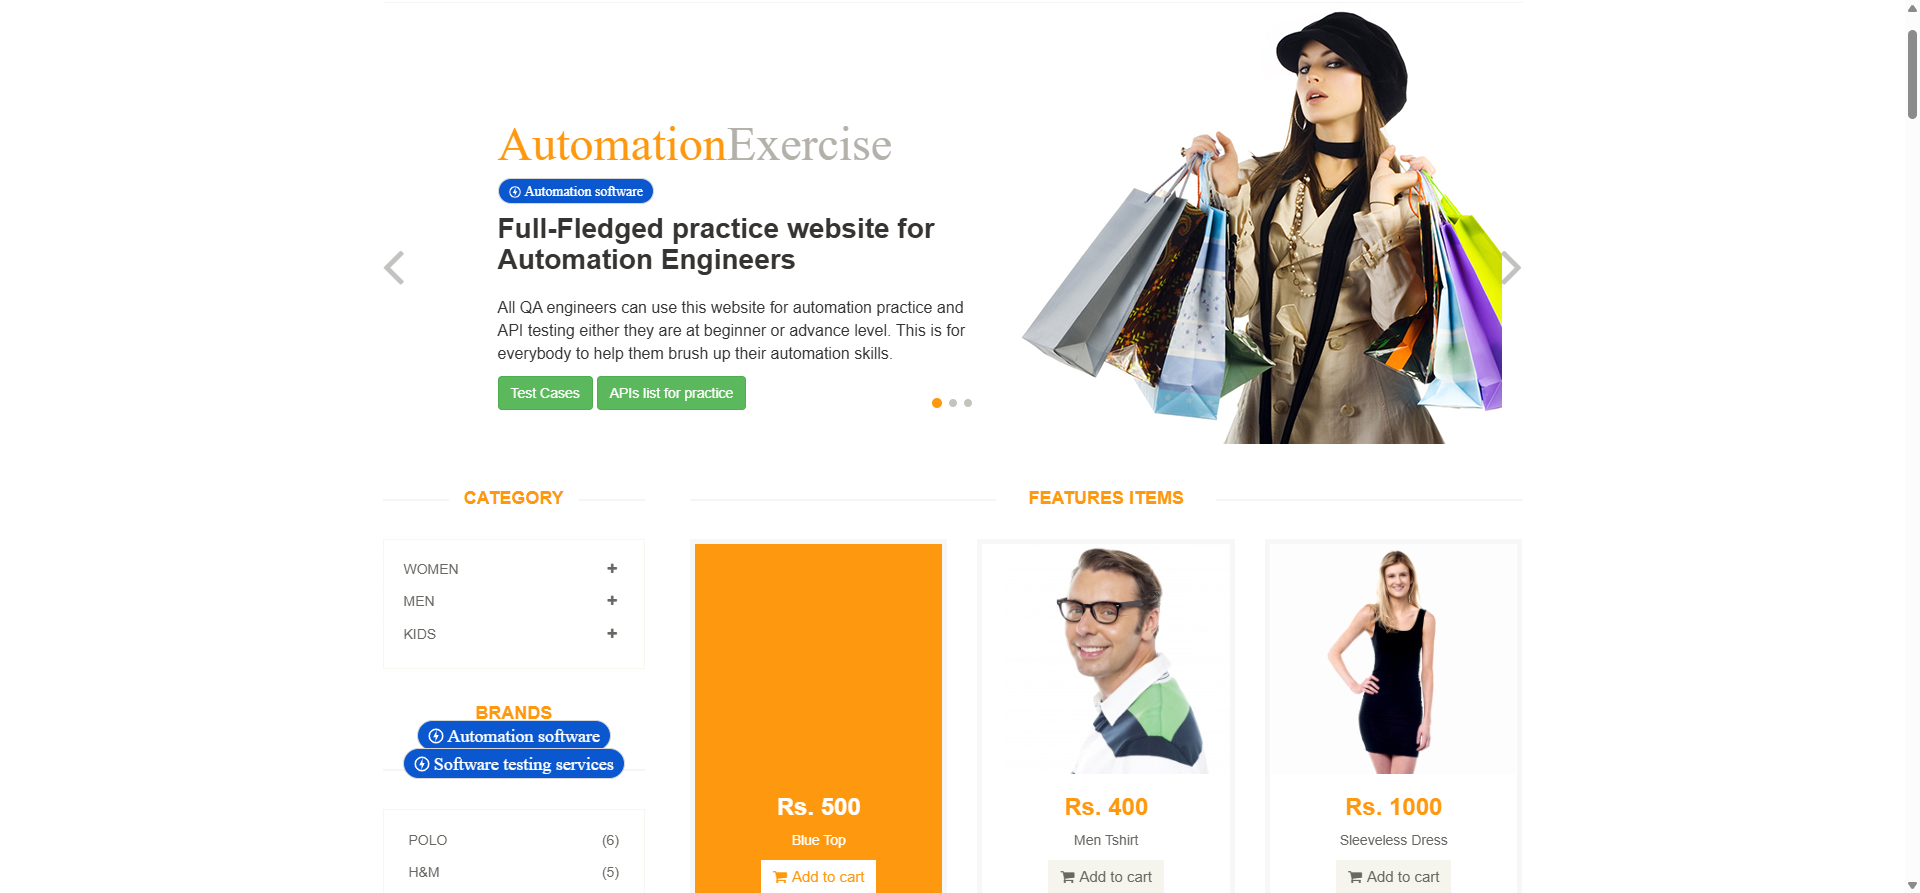 AutomationExercise
Automation software
Full-Fledged practice website for
Automation Engineers
All QA engineers can use this website for automation practice and
API testing either they are at beginner or advance level. This is for
everybody to help them brush up their automation skills.
Test Cases
APIs list for practice
CATEGORY
WOMEN
MEN
KIDS
BRANDS
Automation software
Software testing services
POLO (6)
H&M (5)
FEATURES ITEMS
Rs. 500
Blue Top
Add to cart
Rs. 400
Men Tshirt
Add to cart
Rs. 1000
Sleeveless Dress
Add to cart